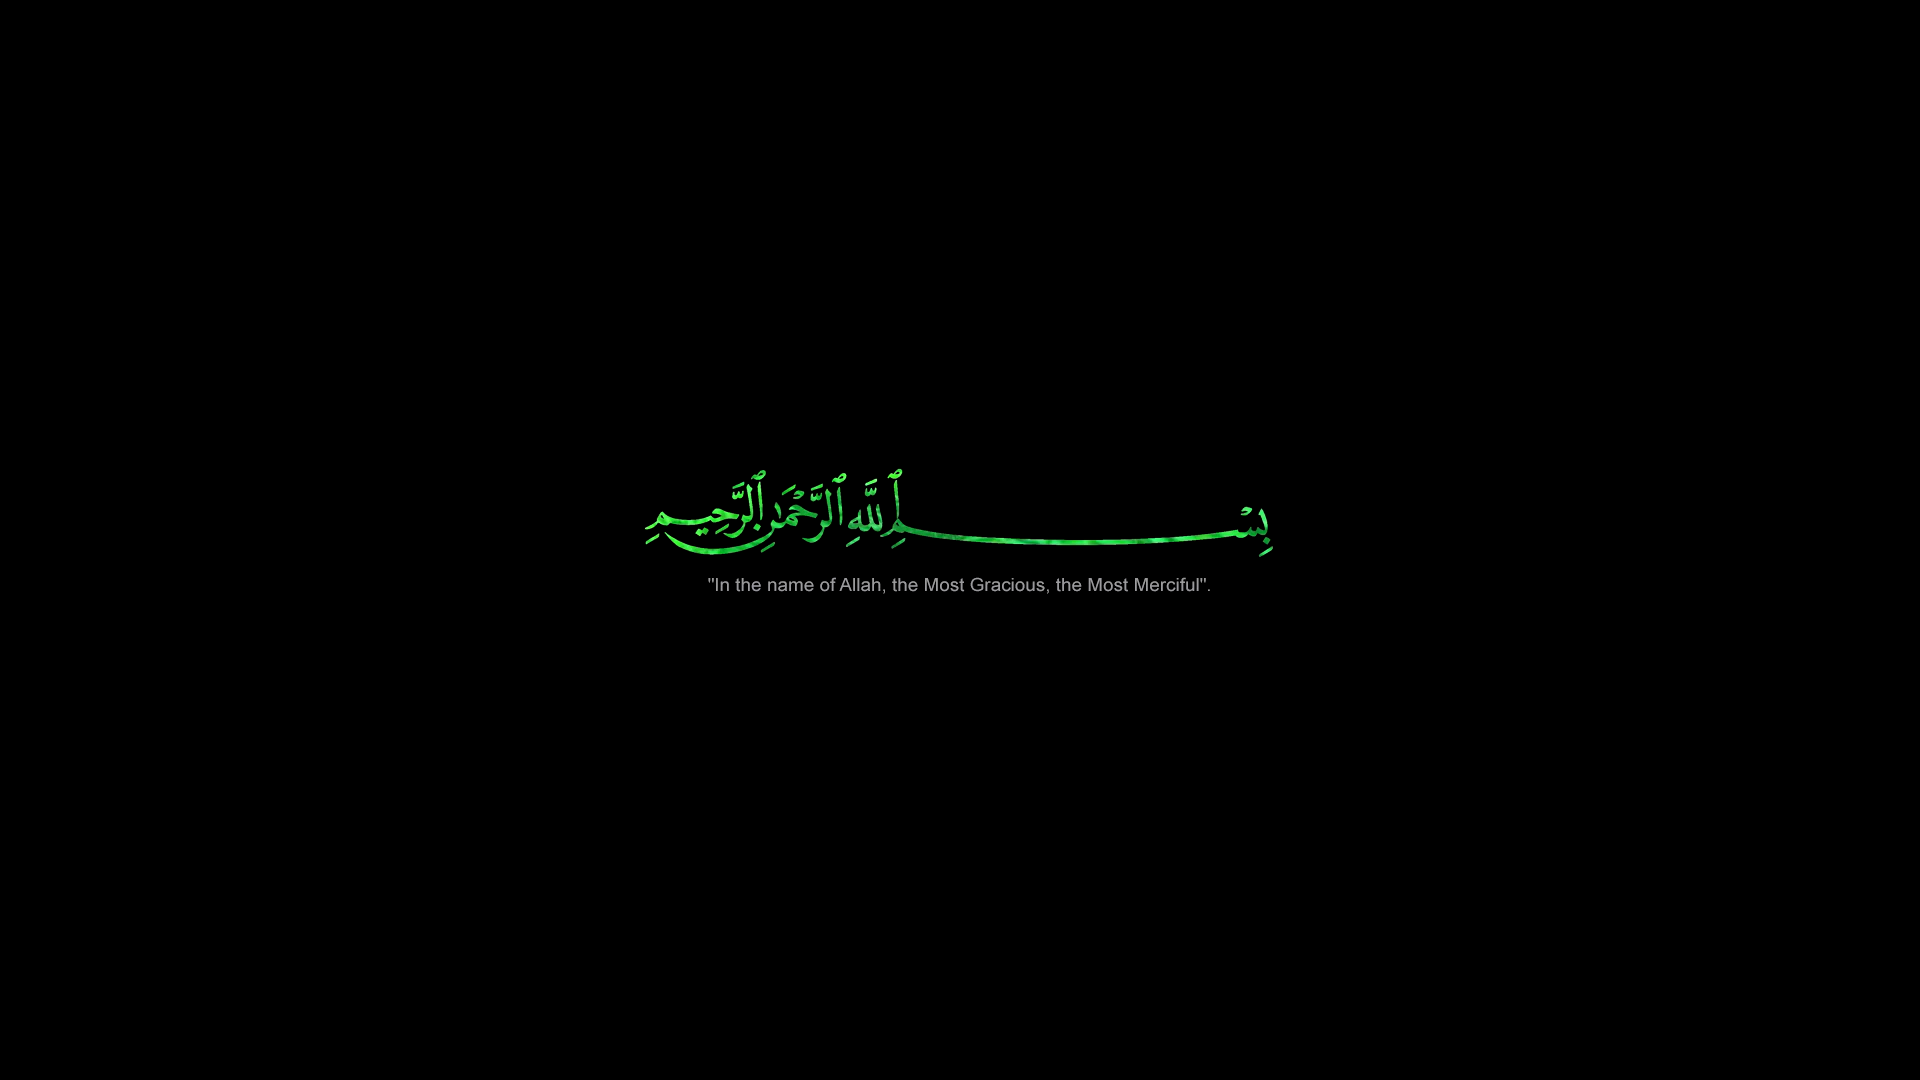 بِسْمِ ٱللَّهِ ٱلرَّحْمَٰنِ ٱلرَّحِيمِ
"In the name of Allah, the Most Gracious, the Most Merciful".